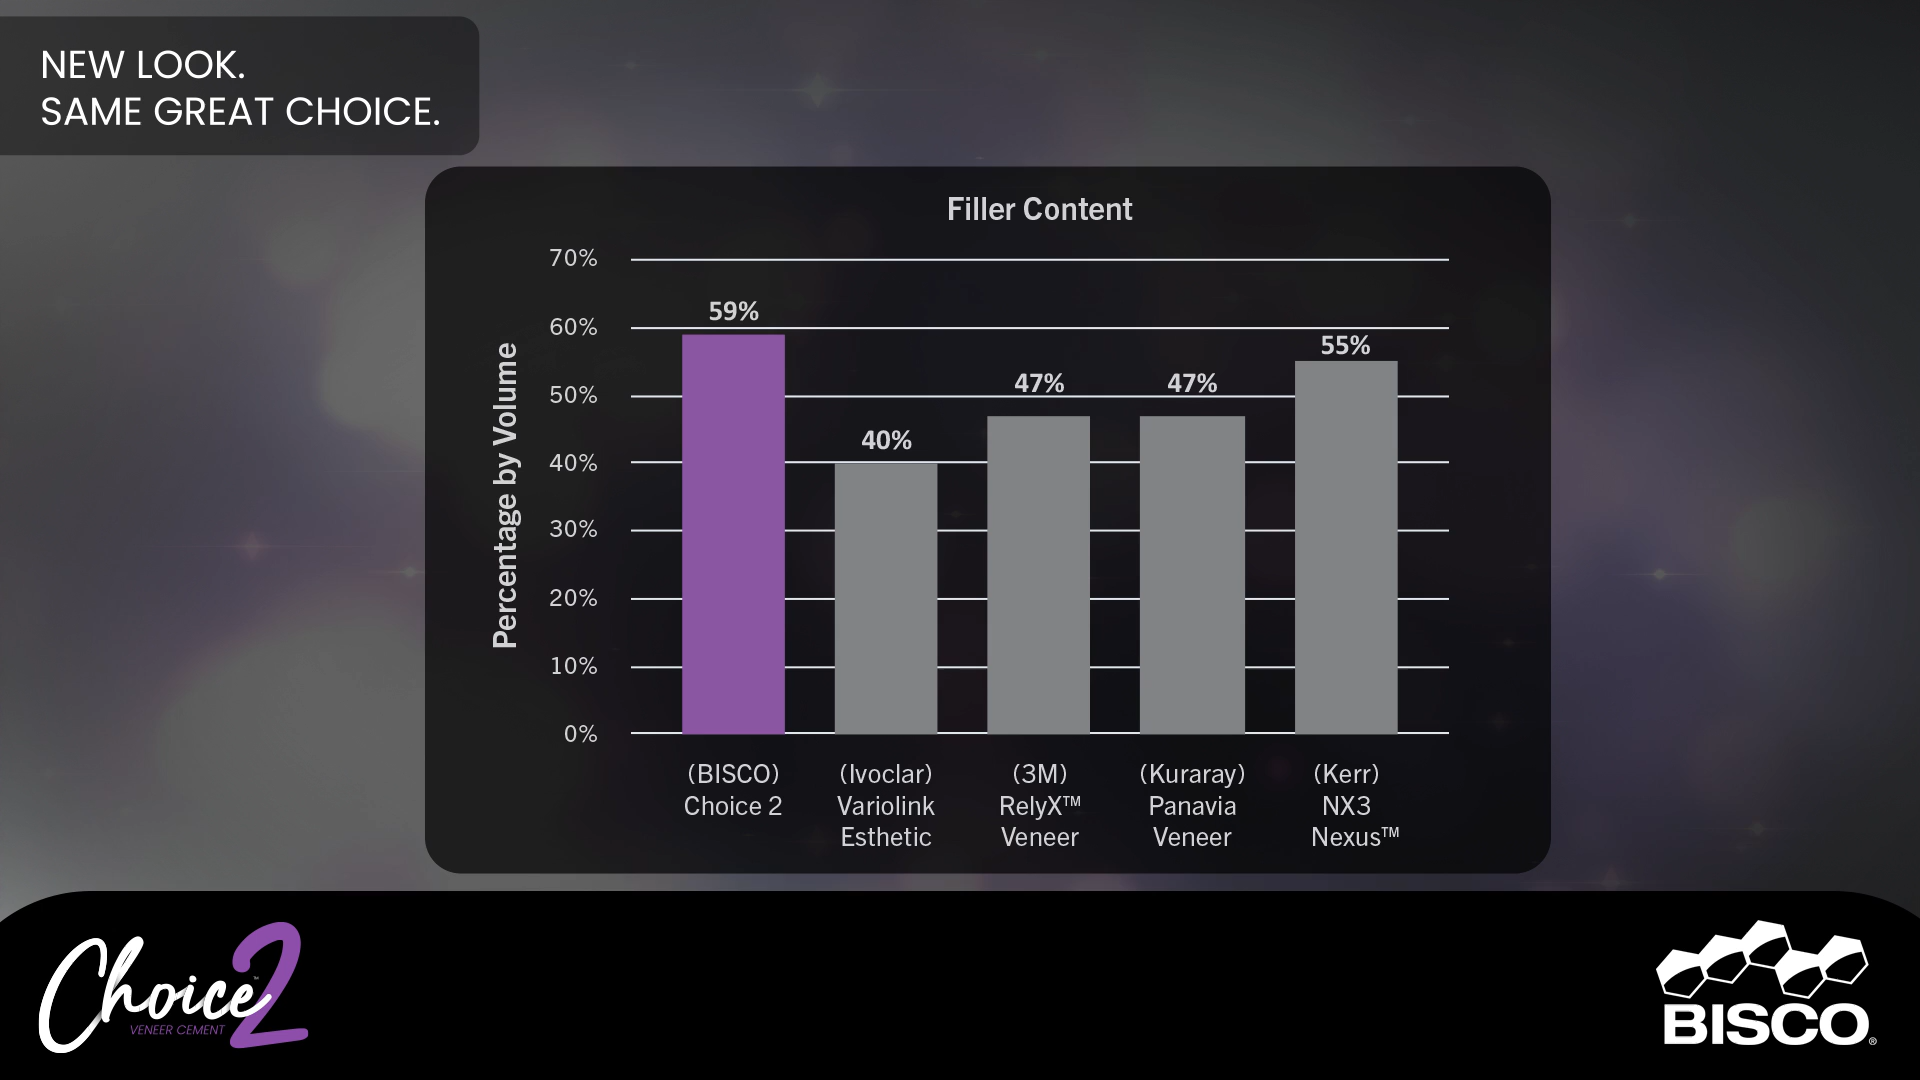 NEW LOOK.
SAME GREAT CHOICE.
Filler Content
Percentage by Volume
70%
60%
50%
40%
30%
20%
10%
0%
59%
40%
47%
47%
55%
(BISCO)
Choice 2
(Ivoclar)
Variolink
Esthetic
(3M)
RelyX™
Veneer
(Kuraray)
Panavia
Veneer
(Kerr)
NX3
Nexus™
Choice 2™
VENEER CEMENT
BISCO®